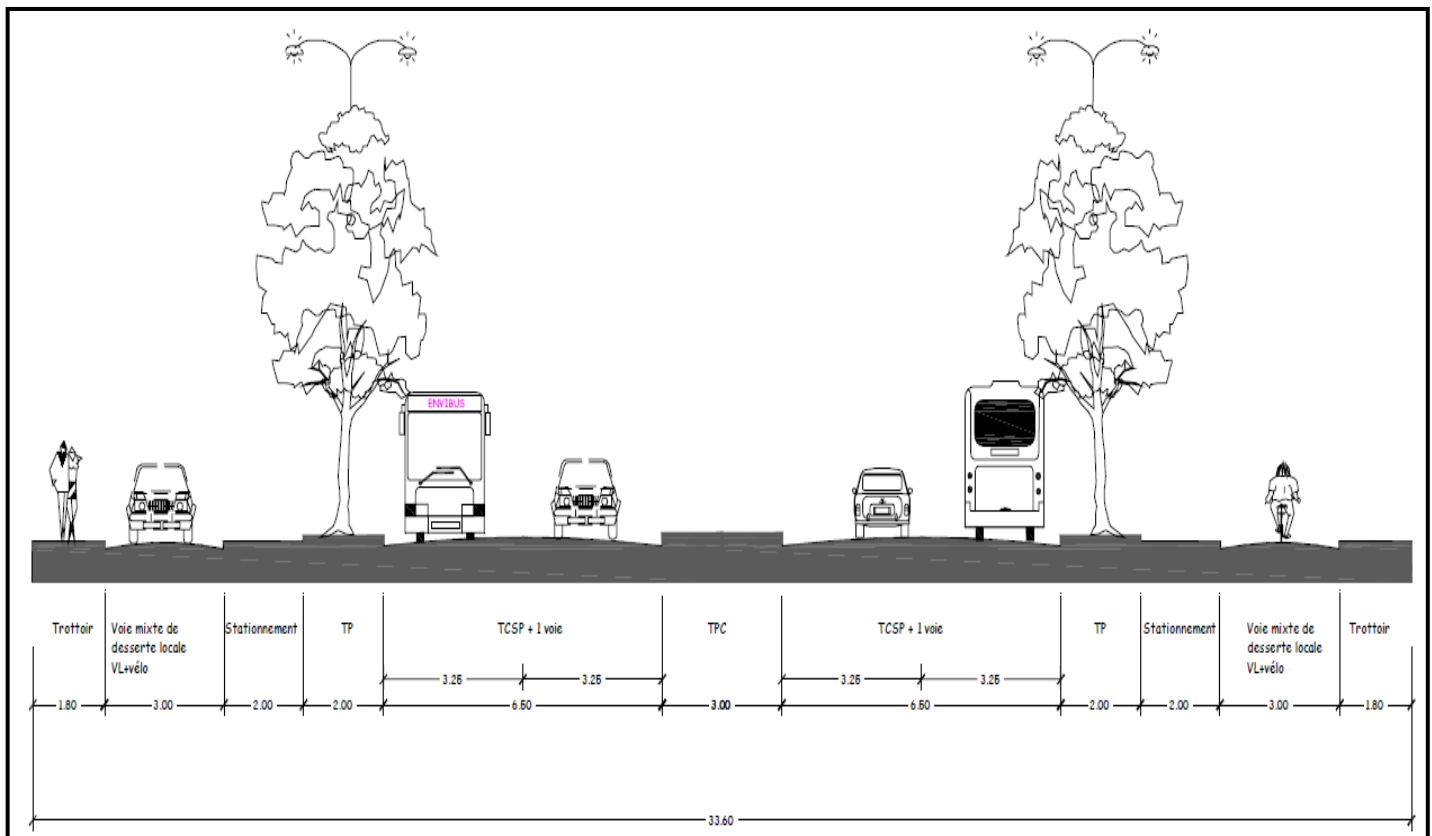 ENVIBUS
Trottoir
Voie mixte de
desserte locale
VL+vélo
Stationnement
TP
TCSP + 1 voie
TPC
TCSP + 1 voie
TP
Stationnement
Voie mixte de
desserte locale
VL+vélo
Trottoir
3.25 3.25 3.25 3.25
1.80 3.00 2.00 2.00 6.50 3.00 6.50 2.00 2.00 3.00 1.80
33.60